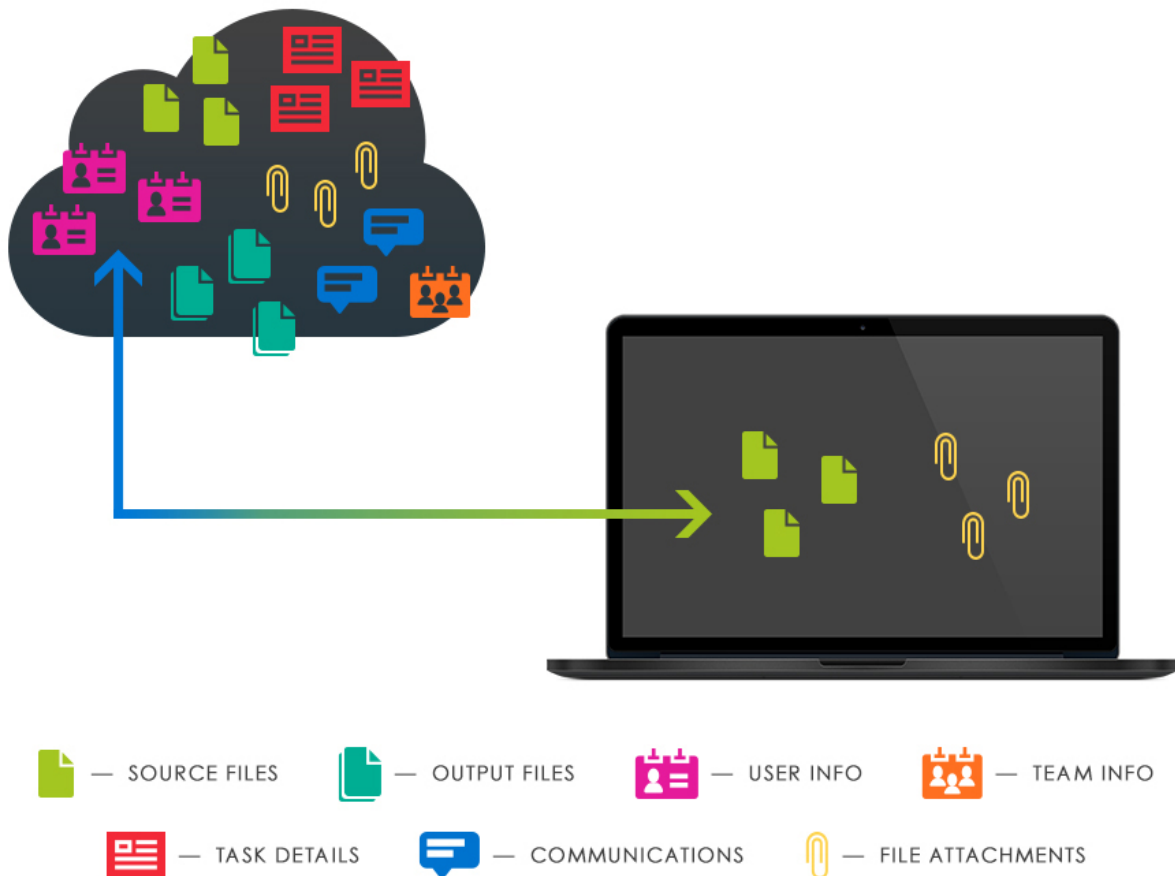 — SOURCE FILES — OUTPUT FILES — USER INFO — TEAM INFO
— TASK DETAILS — COMMUNICATIONS — FILE ATTACHMENTS